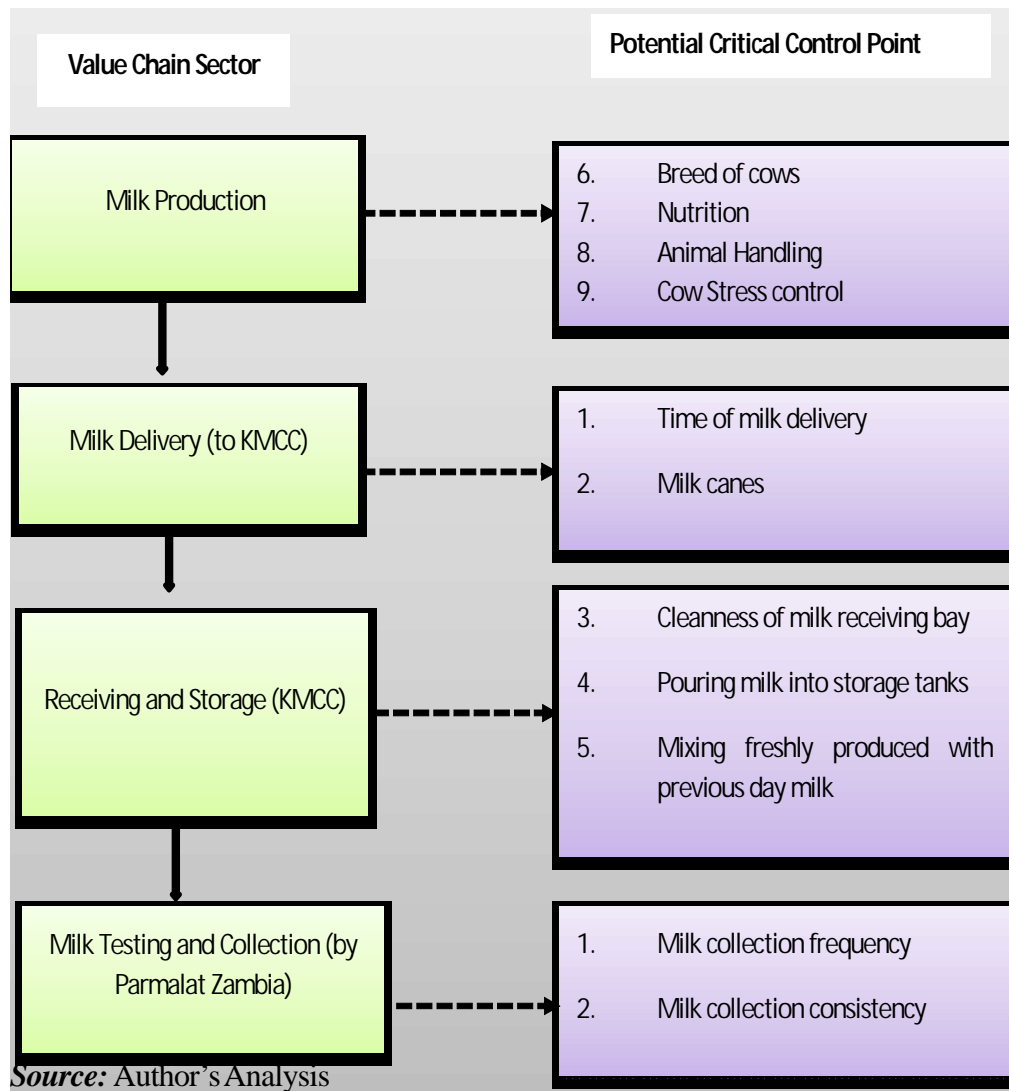 Value Chain Sector
Potential Critical Control Point
Milk Production
6. Breed of cows
7. Nutrition
8. Animal Handling
9. Cow Stress control
Milk Delivery (to KMCC)
1. Time of milk delivery
2. Milk canes
Receiving and Storage (KMCC)
3. Cleanness of milk receiving bay
4. Pouring milk into storage tanks
5. Mixing freshly produced with
previous day milk
Milk Testing and Collection (by
Parmalat Zambia)
1. Milk collection frequency
2. Milk collection consistency
Source: Author's Analysis